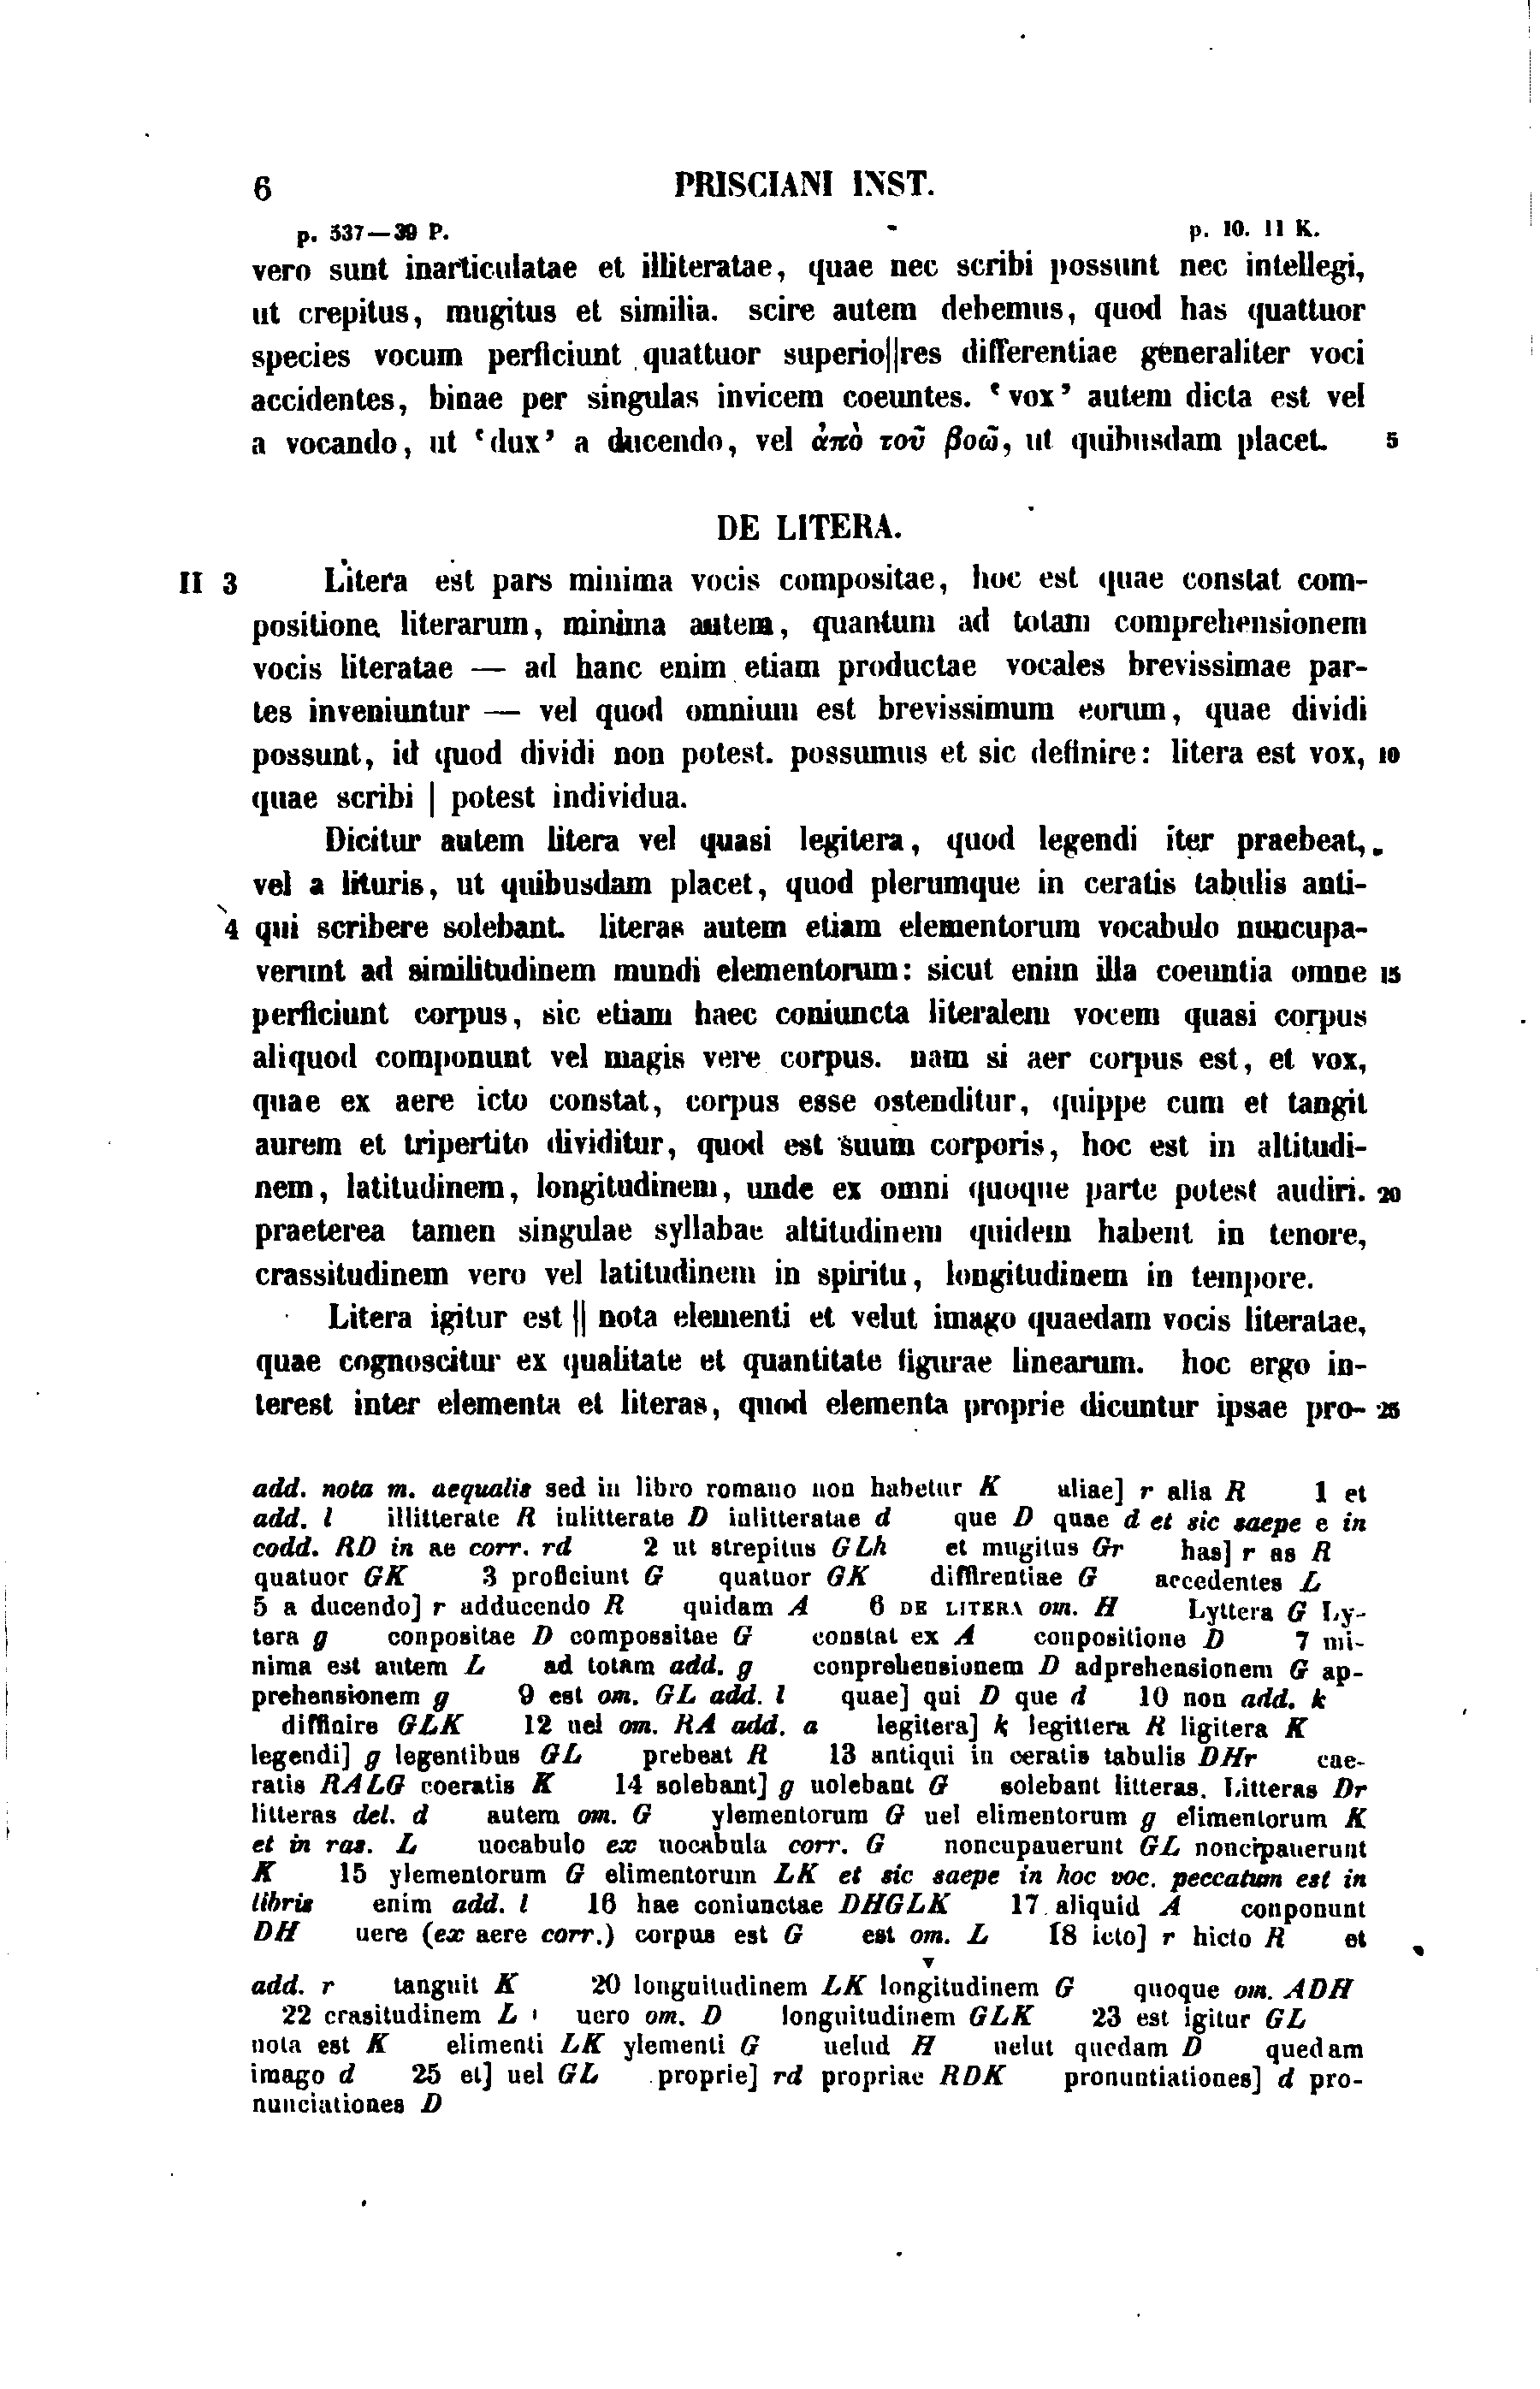 6 PRISCIANI INST.
p. 537—39 P. p. 10. 11 K.
vero sunt inarticulatae et illiteratae, quae nec scribi possunt nec intellegi,
ut crepitus, mugitus et similia. scire autem debemus, quod has quattuor
species vocum perficiunt quattuor superio||res differentiae generaliter voci
accidentes, binae per singulas invicem coeuntes. ‘vox’ autem dicta est vel
a vocando, ut ‘dux’ a ducendo, vel ἀπὸ τοῦ βοῶ, ut quibusdam placet. 5
DE LITERA.
II 3 Litera est pars minima vocis compositae, hoc est quae constat com-
positione literarum, minima autem, quantum ad totam comprehensionem
vocis literatae — ad hanc enim etiam productae vocales brevissimae par-
tes inveniuntur — vel quod omnium est brevissimum eorum, quae dividi
possunt, id quod dividi non potest. possumus et sic definire: litera est vox, 10
quae scribi | potest individua.
Dicitur autem litera vel quasi legitera, quod legendi iter praebeat,
vel a lituris, ut quibusdam placet, quod plerumque in ceratis tabulis anti-
4 qui scribere solebant. literas autem etiam elementorum vocabulo nuncupa-
verunt ad similitudinem mundi elementorum: sicut enim illa coeuntia omne 15
perficiunt corpus, sic etiam haec coniuncta literalem vocem quasi corpus
aliquod componunt vel magis vere corpus. nam si aer corpus est, et vox,
quae ex aere icto constat, corpus esse ostenditur, quippe cum et tangit
aurem et tripertito dividitur, quod est suum corporis, hoc est in altitudi-
nem, latitudinem, longitudinem, unde ex omni quoque parte potest audiri. 20
praeterea tamen singulae syllabae altitudinem quidem habent in tenore,
crassitudinem vero vel latitudinem in spiritu, longitudinem in tempore.
Litera igitur est || nota elementi et velut imago quaedam vocis literatae,
quae cognoscitur ex qualitate et quantitate figurae linearum. hoc ergo in-
terest inter elementa et literas, quod elementa proprie dicuntur ipsae pro- 25
add. nota m. aequalis sed in libro romano non habetur K aliae] r alia R 1 et
add. l illitterate R inlitterate D inlitteratae d que D quae d et sic saepe e in
codd. RD in ae corr. rd 2 ut strepitus GLh et mugitus Gr has] r as R
quatuor GK 3 proficiunt G quatuor GK diffirentiae G accedentes L
5 a ducendo] r adducendo R quidam A 6 DE LITERA om. H Lyttera G Ly-
tera g conpositae D compossitae G constat ex A conpositione D 7 mi-
nima est autem L ad totam add. g conprehensionem D adprehensionem G ap-
prehensionem g 9 est om. GL add. l quae] qui D que d 10 non add. k
diffinire GLK 12 uel om. RA add. a legitera] k legittera R ligitera K
legendi] g legentibus GL prebeat R 13 antiqui in ceratis tabulis DHr cae-
ratis RALG coeratis K 14 solebant] g uolebant G solebant litteras. Litteras Dr
litteras del. d autem om. G ylementorum G uel elimentorum g elimentorum K
et in ras. L uocabulo ex uocabula corr. G noncupauerunt GL noncipauerunt
K 15 ylementorum G elimentorum LK et sic saepe in hoc voc. peccatum est in
libris enim add. l 16 hae coniunctae DHGLK 17 aliquid A conponunt
DH uere (ex aere corr.) corpus est G est om. L 18 icto] r hicto R et
add. r tanguit K 20 longuitudinem LK longitudinem G quoque om. ADH
22 crasitudinem L uero om. D longuitudinem GLK 23 est igitur GL
nota est K elimenti LK ylementi G uelud H uelut quedam D quedam
imago d 25 et] uel GL proprie] rd propriae RDK pronuntiationes] d pro-
nunciationes D